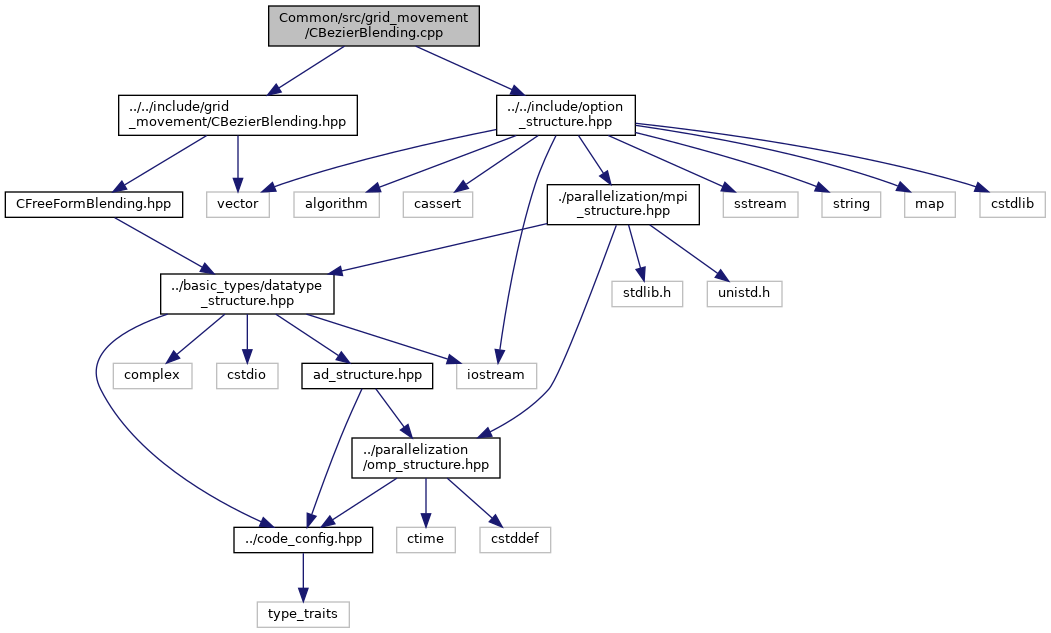 Common/src/grid_movement
/CBezierBlending.cpp
../../include/grid
_movement/CBezierBlending.hpp
../../include/option
_structure.hpp
CFreeFormBlending.hpp
vector
algorithm
cassert
./parallelization/mpi
_structure.hpp
sstream
string
map
cstdlib
../basic_types/datatype
_structure.hpp
stdlib.h
unistd.h
complex
cstdio
ad_structure.hpp
iostream
../parallelization
/omp_structure.hpp
../code_config.hpp
ctime
cstddef
type_traits